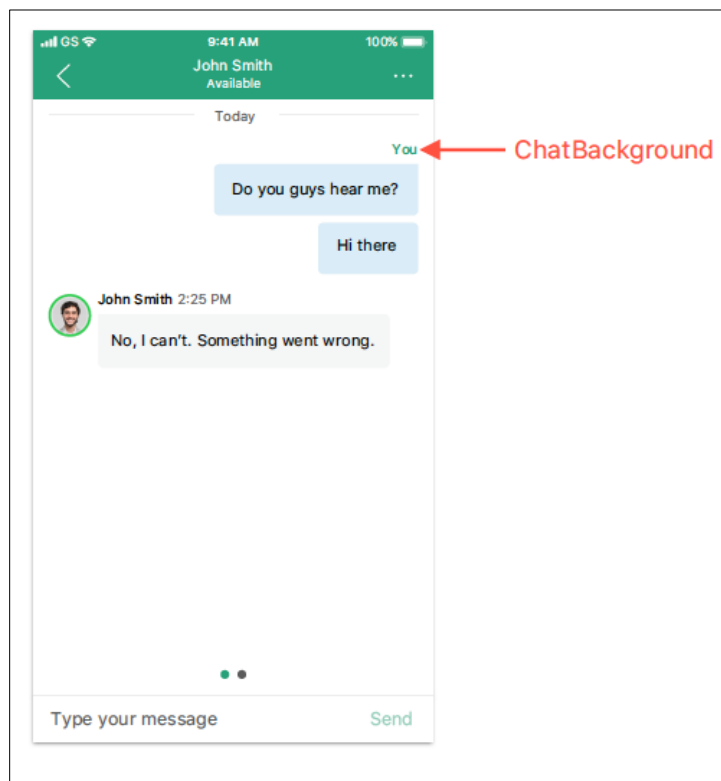 GS 9:41 AM 100%
John Smith
Available
...
Today
You
ChatBackground
Do you guys hear me?
Hi there
John Smith 2:25 PM
No, I can’t. Something went wrong.
Type your message Send